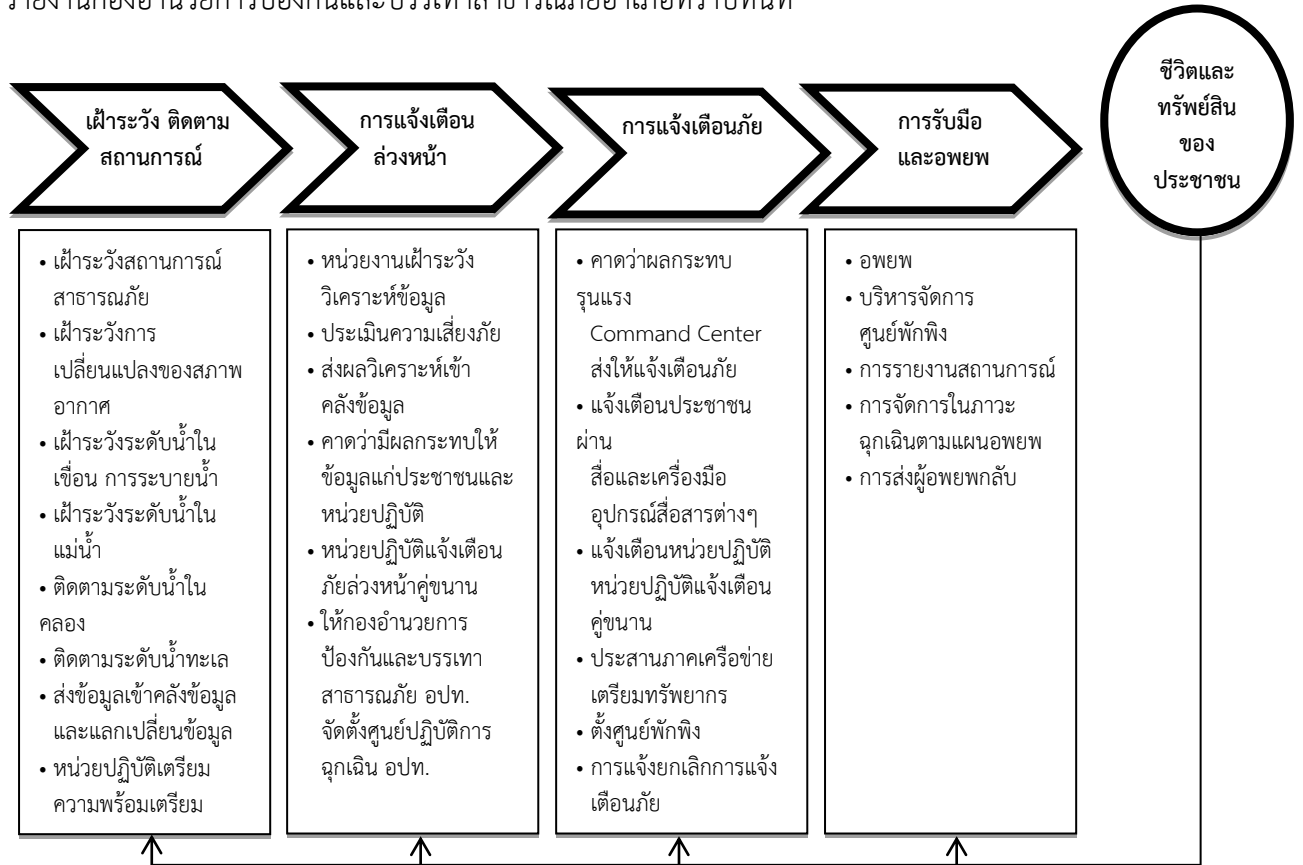 เฝ้าระวัง ติดตาม
สถานการณ์
การแจ้งเตือน
ล่วงหน้า
การแจ้งเตือนภัย
การรับมือ
และอพยพ
ชีวิตและ
ทรัพย์สิน
ของ
ประชาชน
• เฝ้าระวังสถานการณ์
สาธารณภัย
• เฝ้าระวังการ
เปลี่ยนแปลงของสภาพ
อากาศ
• เฝ้าระวังระดับน้ำใน
เขื่อน การระบายน้ำ
• เฝ้าระวังระดับน้ำใน
แม่น้ำ
• ติดตามระดับน้ำใน
คลอง
• ติดตามระดับน้ำทะเล
• ส่งข้อมูลเข้าคลังข้อมูล
และแลกเปลี่ยนข้อมูล
• หน่วยปฏิบัติเตรียม
ความพร้อมเตรียม
• หน่วยงานเฝ้าระวัง
วิเคราะห์ข้อมูล
• ประเมินความเสี่ยงภัย
• ส่งผลวิเคราะห์เข้า
คลังข้อมูล
• คาดว่ามีผลกระทบให้
ข้อมูลแก่ประชาชนและ
หน่วยปฏิบัติ
• หน่วยปฏิบัติแจ้งเตือน
ภัยล่วงหน้าคู่ขนาน
• ให้กองอำนวยการ
ป้องกันและบรรเทา
สาธารณภัย อปท.
จัดตั้งศูนย์ปฏิบัติการ
ฉุกเฉิน อปท.
• คาดว่าผลกระทบ
รุนแรง
Command Center
ส่งให้แจ้งเตือนภัย
• แจ้งเตือนประชาชน
ผ่าน
สื่อและเครื่องมือ
อุปกรณ์สื่อสารต่างๆ
• แจ้งเตือนหน่วยปฏิบัติ
หน่วยปฏิบัติแจ้งเตือน
คู่ขนาน
• ประสานภาคเครือข่าย
เตรียมทรัพยากร
• ตั้งศูนย์พักพิง
• การแจ้งยกเลิกการแจ้ง
เตือนภัย
• อพยพ
• บริหารจัดการ
ศูนย์พักพิง
• การรายงานสถานการณ์
• การจัดการในภาวะ
ฉุกเฉินตามแผนอพยพ
• การส่งผู้อพยพกลับ